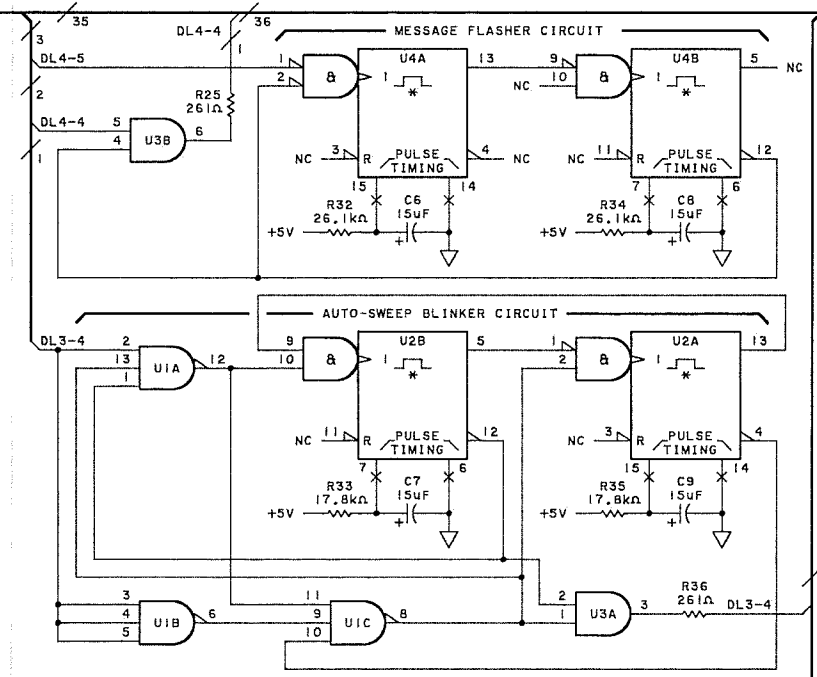 35 36
MESSAGE FLASHER CIRCUIT
3 DL4-4 1
DL4-5 1 & U4A 13 9 & U4B 5 NC
2 1 * NC 10 1 *
2
R25
261Ω
DL4-4 5 U3B 6
4
1
NC 3 R PULSE TIMING 4 NC NC 11 R PULSE TIMING 12
15 14 7 6
R32 C6 R34 C8
26.1kΩ 15uF 26.1kΩ 15uF
+5V + +5V +
AUTO-SWEEP BLINKER CIRCUIT
DL3-4 2 U1A 12 9 & U2B 5 1 & U2A 13
13 10 1 * 2 1 *
1
NC 11 R PULSE TIMING 12 NC 3 R PULSE TIMING 4
7 6 15 14
R33 C7 R35 C9
17.8kΩ 15uF 17.8kΩ 15uF
+5V + +5V +
3 U1B 6 11 U1C 8 2 U3A 3 R36 DL3-4
4 9 1 261Ω
5 10